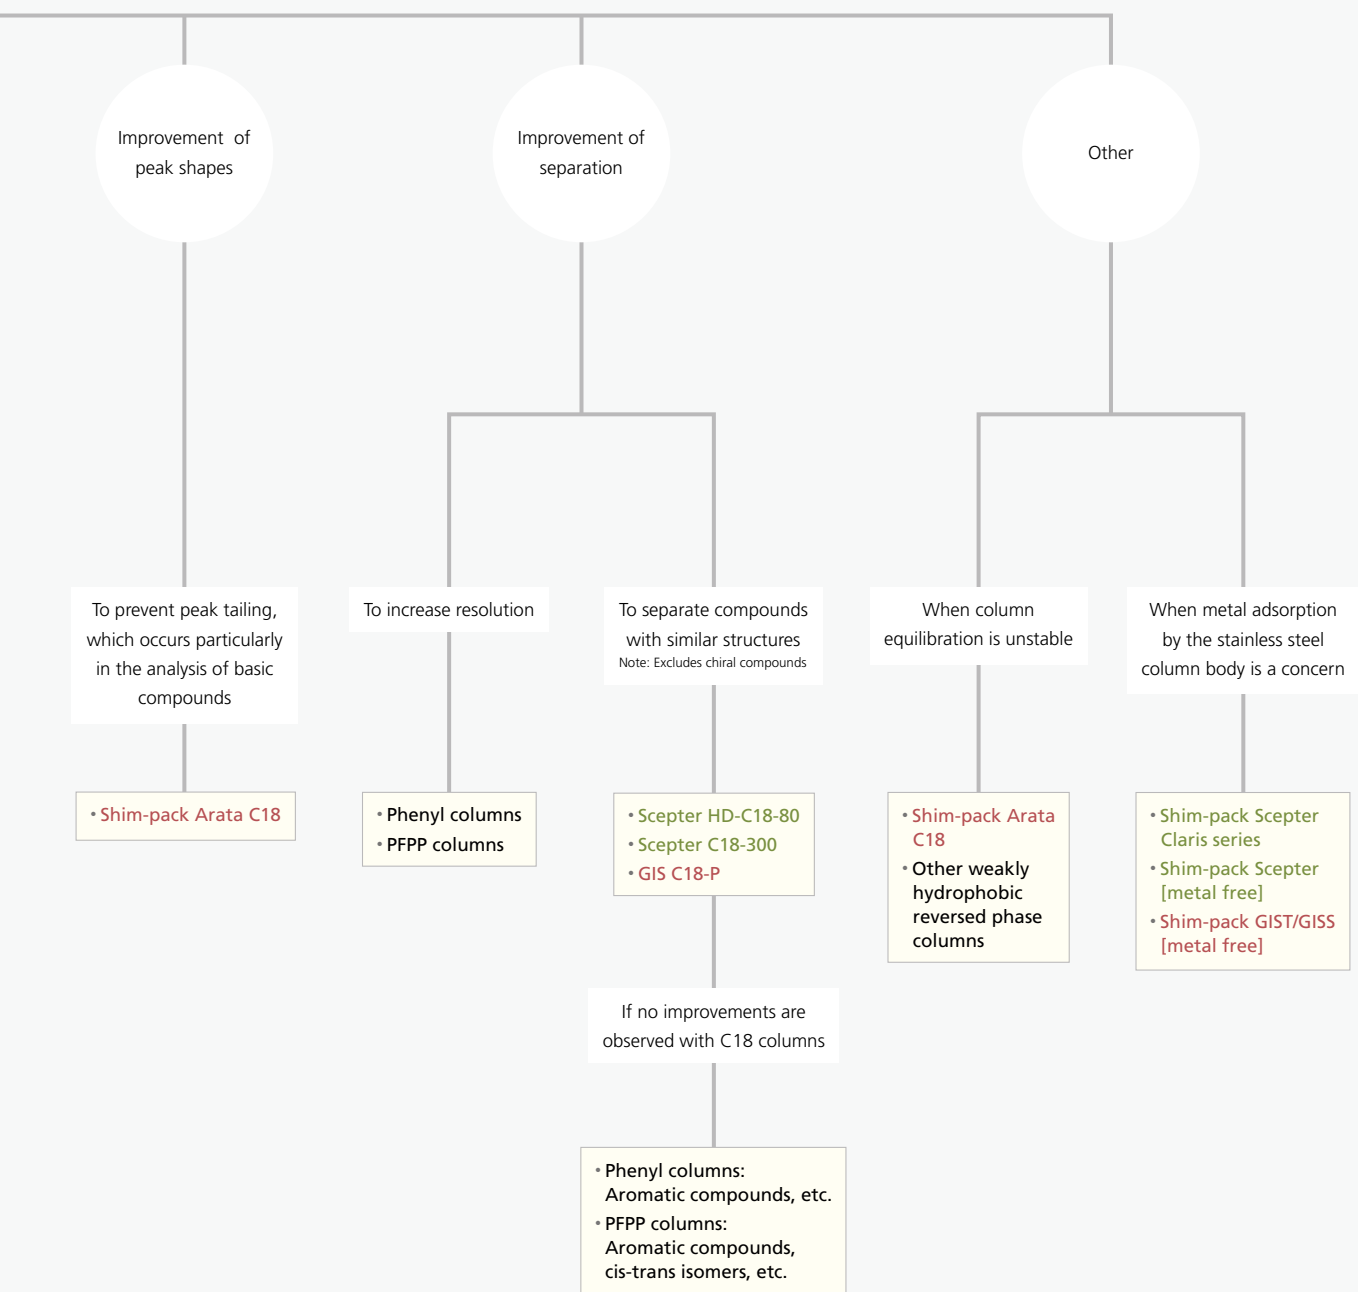 Improvement of
peak shapes
Improvement of
separation
Other
To prevent peak tailing,
which occurs particularly
in the analysis of basic
compounds
To increase resolution
To separate compounds
with similar structures
Note: Excludes chiral compounds
When column
equilibration is unstable
When metal adsorption
by the stainless steel
column body is a concern
• Shim-pack Arata C18
• Phenyl columns
• PFPP columns
• Scepter HD-C18-80
• Scepter C18-300
• GIS C18-P
• Shim-pack Arata
C18
• Other weakly
hydrophobic
reversed phase
columns
• Shim-pack Scepter
Claris series
• Shim-pack Scepter
[metal free]
• Shim-pack GIST/GISS
[metal free]
If no improvements are
observed with C18 columns
• Phenyl columns:
Aromatic compounds, etc.
• PFPP columns:
Aromatic compounds,
cis-trans isomers, etc.